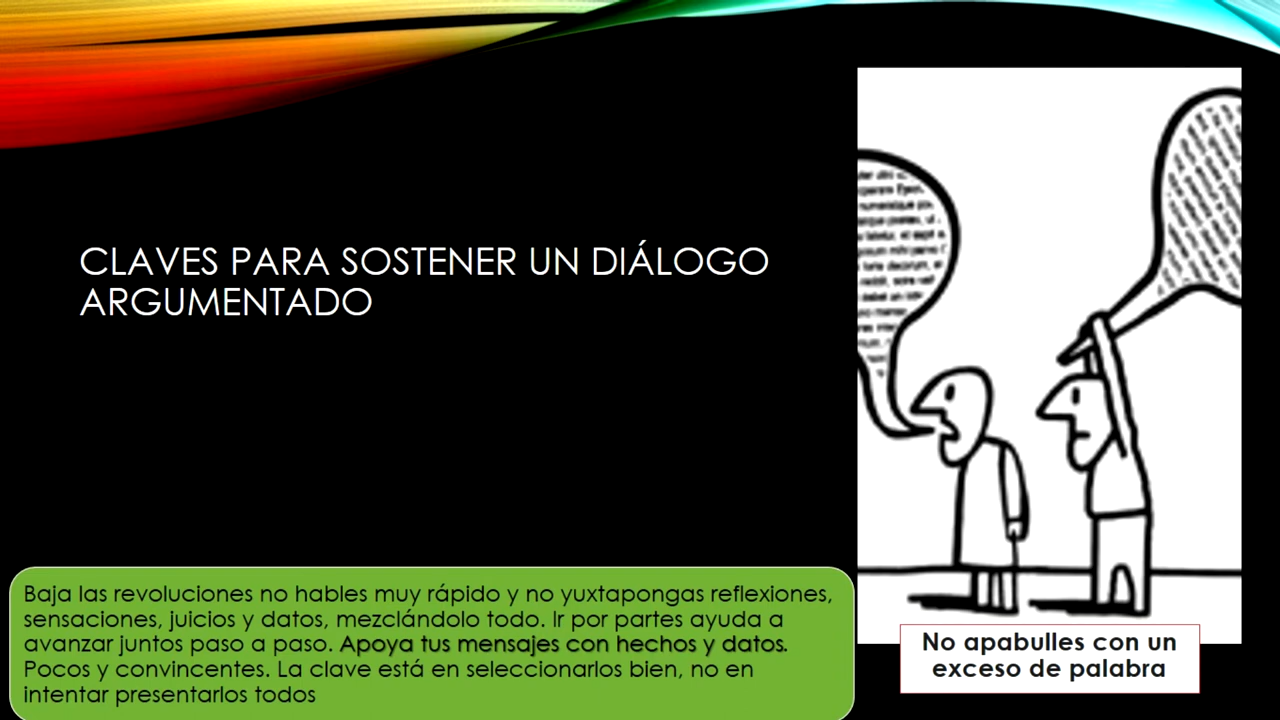 CLAVES PARA SOSTENER UN DIÁLOGO
ARGUMENTADO
Baja las revoluciones no hables muy rápido y no yuxtapongas reflexiones,
sensaciones, juicios y datos, mezclándolo todo. Ir por partes ayuda a
avanzar juntos paso a paso. Apoya tus mensajes con hechos y datos.
Pocos y convincentes. La clave está en seleccionarlos bien, no en
intentar presentarlos todos
No apabulles con un
exceso de palabra